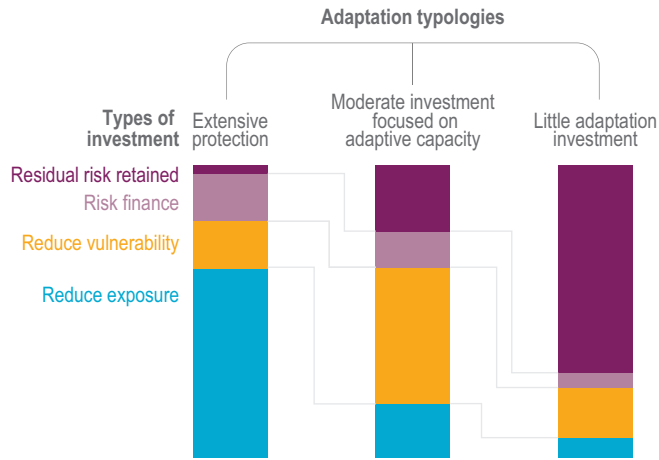 Adaptation typologies
Types of
investment
Extensive
protection
Moderate investment
focused on
adaptive capacity
Little adaptation
investment
Residual risk retained
Risk finance
Reduce vulnerability
Reduce exposure